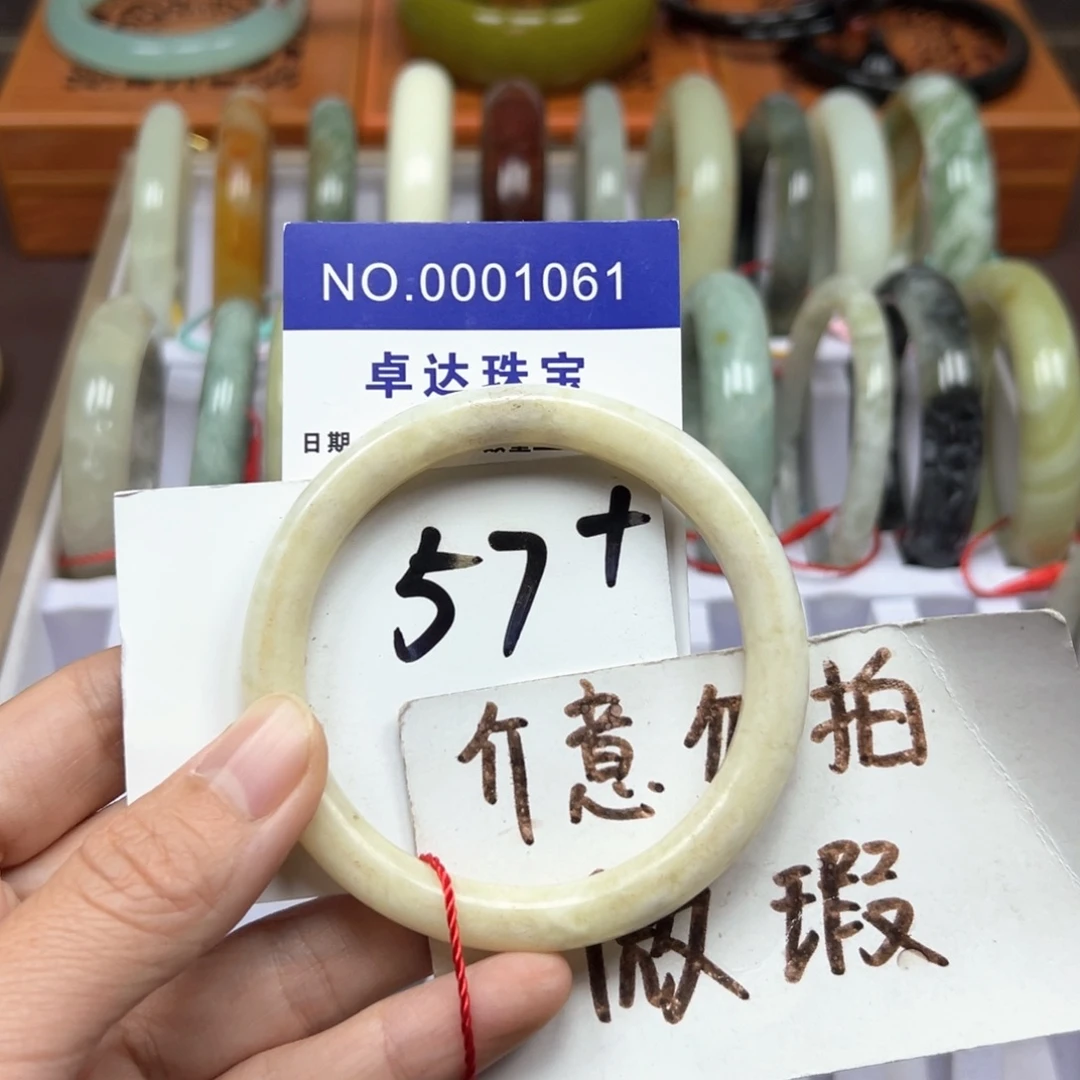 NO.0001061
卓达珠宝
日期
57+
介意勿拍
微瑕